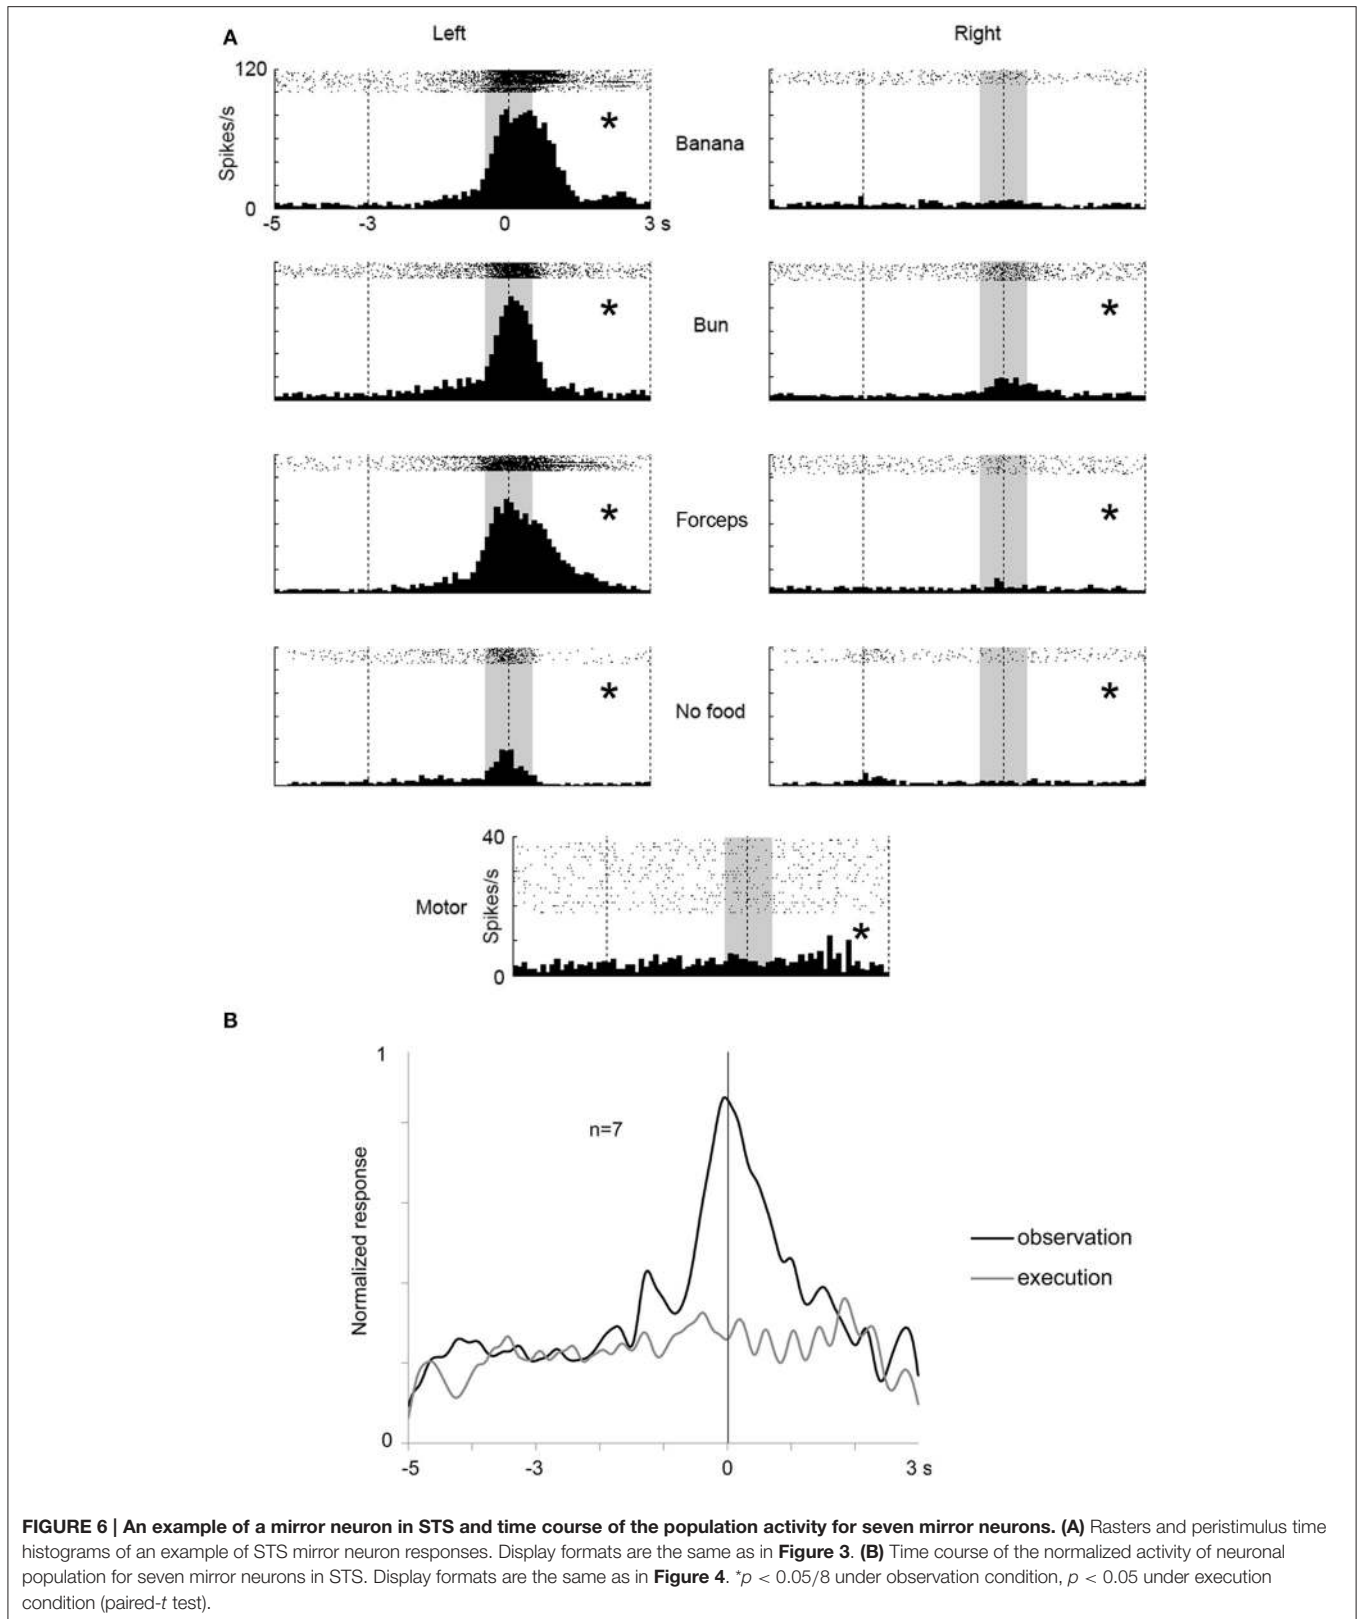 A
Left
Right
120
Spikes/s
0
-5
-3
0
3 s
*
Banana
*
Bun
*
*
Forceps
*
*
No food
*
Motor
40
Spikes/s
0
*
B
1
Normalized response
0
n=7
observation
execution
-5
-3
0
3 s
FIGURE 6 | An example of a mirror neuron in STS and time course of the population activity for seven mirror neurons. (A) Rasters and peristimulus time
histograms of an example of STS mirror neuron responses. Display formats are the same as in Figure 3. (B) Time course of the normalized activity of neuronal
population for seven mirror neurons in STS. Display formats are the same as in Figure 4. *p < 0.05/8 under observation condition, p < 0.05 under execution
condition (paired-t test).